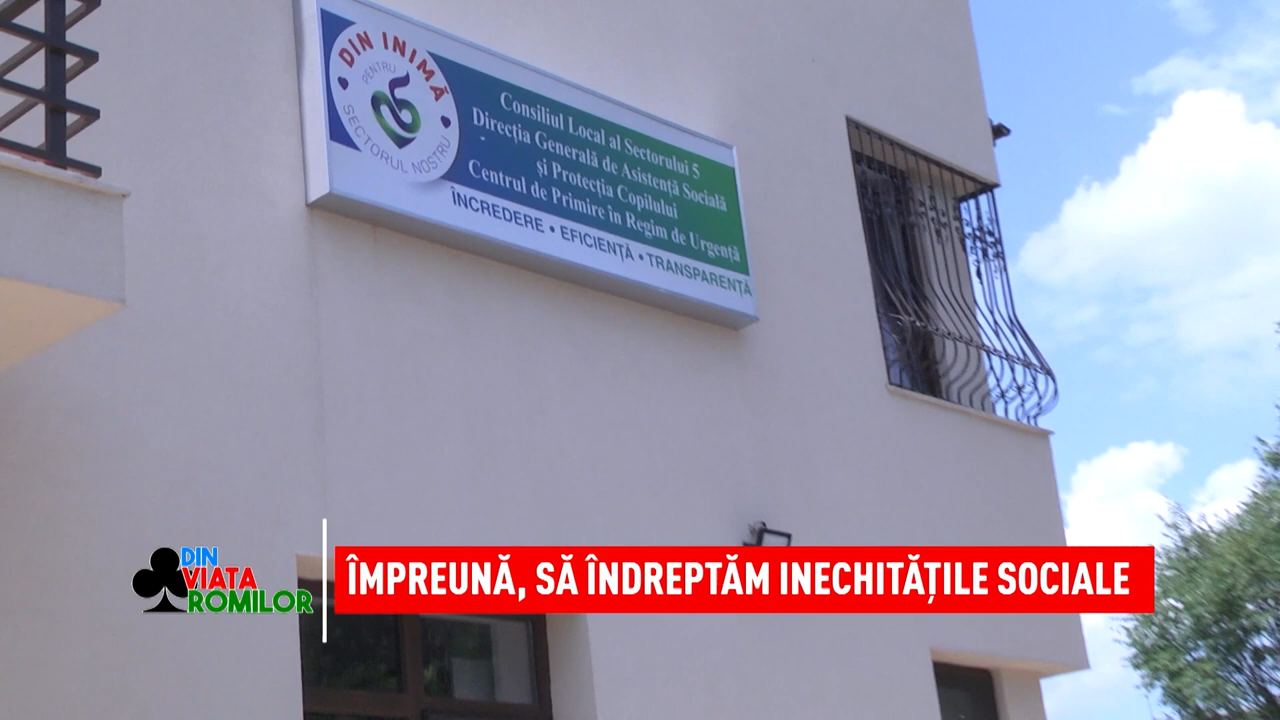 DIN INIMĂ
PENTRU
SECTORUL NOSTRU
Consiliul Local al Sectorului 5
Direcția Generală de Asistență Socială
și Protecția Copilului
Centrul de Primire în Regim de Urgență
ÎNCREDERE • EFICIENȚĂ • TRANSPARENȚĂ
DIN
VIATA
ROMILOR
ÎMPREUNĂ, SĂ ÎNDREPTĂM INECHITĂȚILE SOCIALE